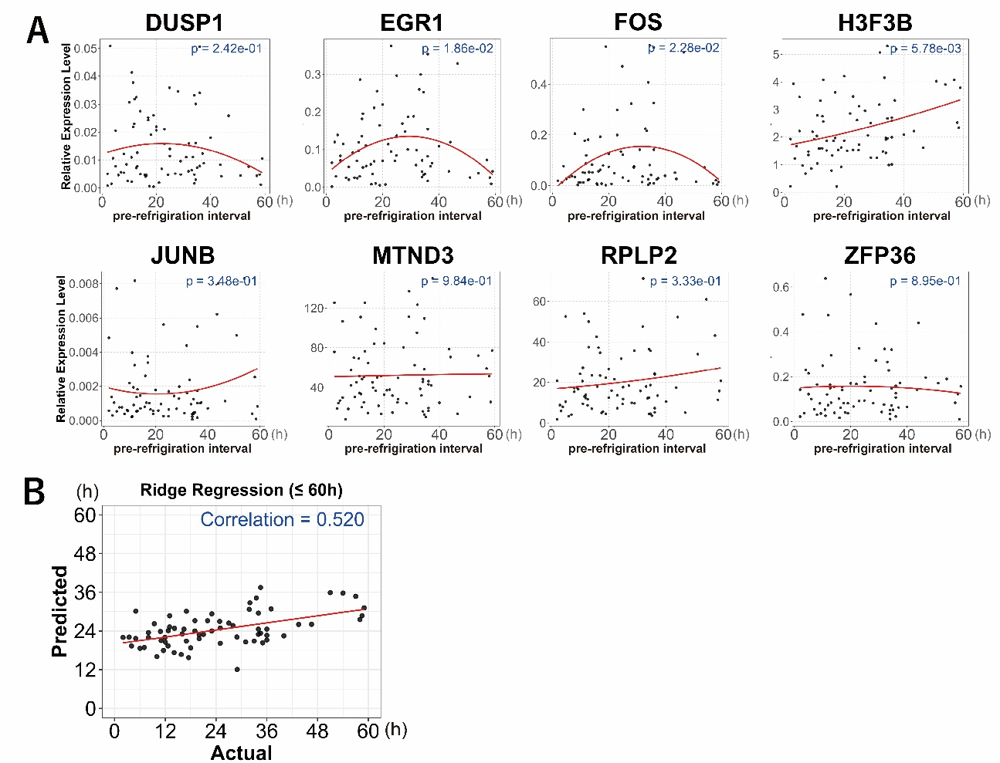 A
DUSP1
EGR1
FOS
H3F3B
Relative Expression Level
p = 2.42e-01
p = 1.86e-02
p = 2.28e-02
p = 5.78e-03
0.05
0.04
0.03
0.02
0.01
0.00
0.3
0.2
0.1
0.0
0.4
0.2
0.0
5
4
3
2
1
0
0 20 40 60 (h)
0 20 40 60 (h)
0 20 40 60 (h)
0 20 40 60 (h)
pre-refrigiration interval
pre-refrigiration interval
pre-refrigiration interval
pre-refrigiration interval
JUNB
MTND3
RPLP2
ZFP36
Relative Expression Level
p = 3.48e-01
p = 9.84e-01
p = 3.33e-01
p = 8.95e-01
0.008
0.006
0.004
0.002
0.000
120
80
40
60
40
20
0
0.6
0.4
0.2
0.0
0 20 40 60 (h)
0 20 40 60 (h)
0 20 40 60 (h)
0 20 40 60 (h)
pre-refrigiration interval
pre-refrigiration interval
pre-refrigiration interval
pre-refrigiration interval
B
(h)
Ridge Regression (≤ 60h)
Correlation = 0.520
Predicted
60
48
36
24
12
0
0 12 24 36 48 60 (h)
Actual